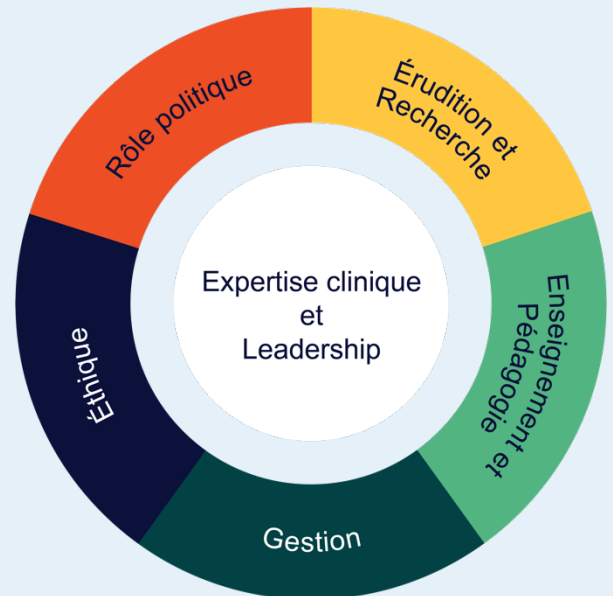 Rôle politique
Érudition et
Recherche
Enseignement et
Pédagogie
Gestion
Éthique
Expertise clinique
et
Leadership